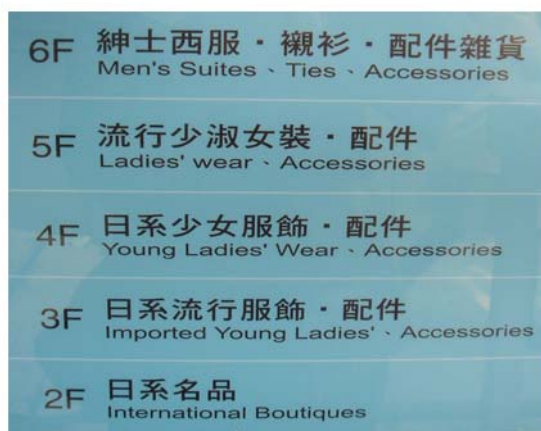 6F 紳士西服・襯衫・配件雜貨
Men's Suites、Ties、Accessories
5F 流行少淑女裝・配件
Ladies' wear、Accessories
4F 日系少女服飾・配件
Young Ladies' Wear、Accessories
3F 日系流行服飾・配件
Imported Young Ladies'、Accessories
2F 日系名品
International Boutiques